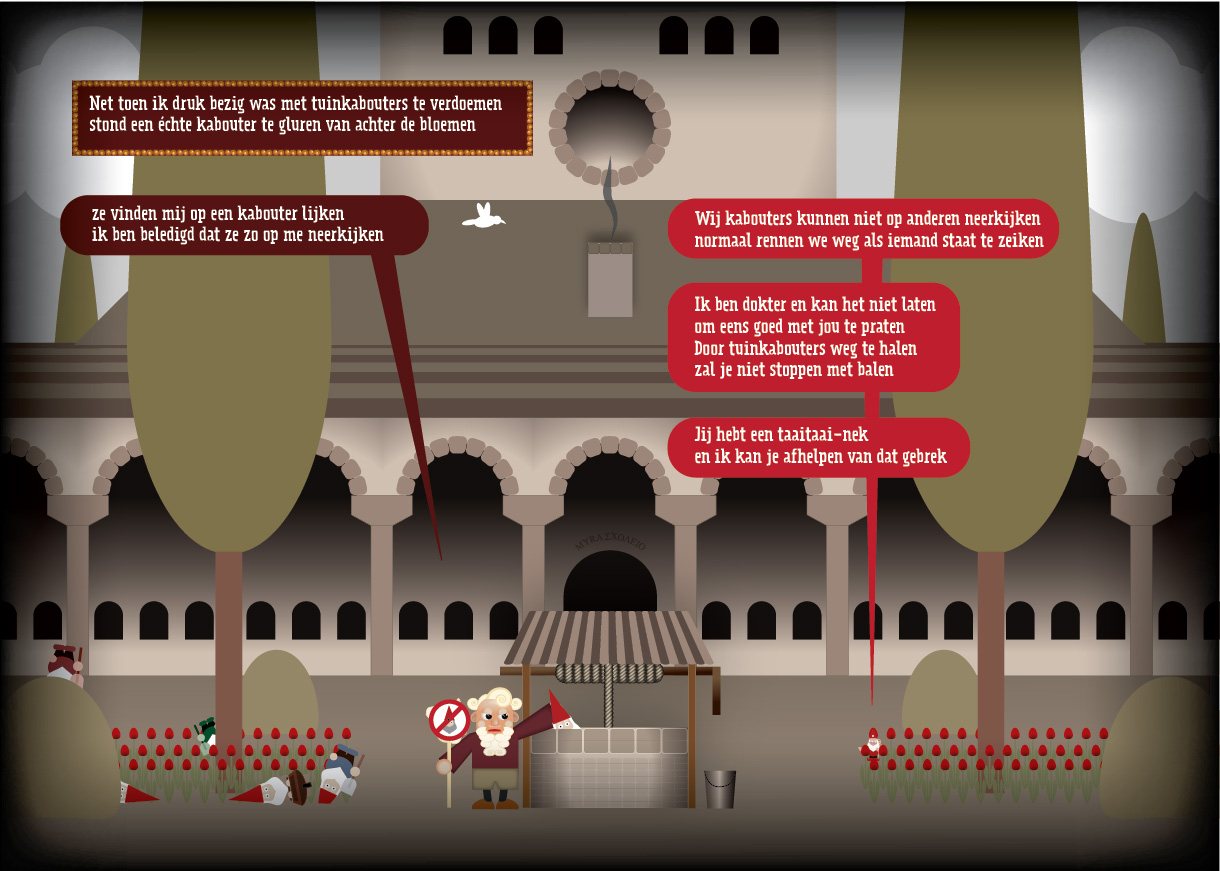 Net toen ik druk bezig was met tuinkabouters te verdoemen
stond een échte kabouter te gluren van achter de bloemen
ze vinden mij op een kabouter lijken
ik ben beledigd dat ze zo op me neerkijken
Wij kabouters kunnen niet op anderen neerkijken
normaal rennen we weg als iemand staat te zeiken
Ik ben dokter en kan het niet laten
om eens goed met jou te praten
Door tuinkabouters weg te halen
zal je niet stoppen met balen
Jij hebt een taaitaai-nek
en ik kan je afhelpen van dat gebrek
ΜΥΡΑ ΣΧΟΛΕΙΟ